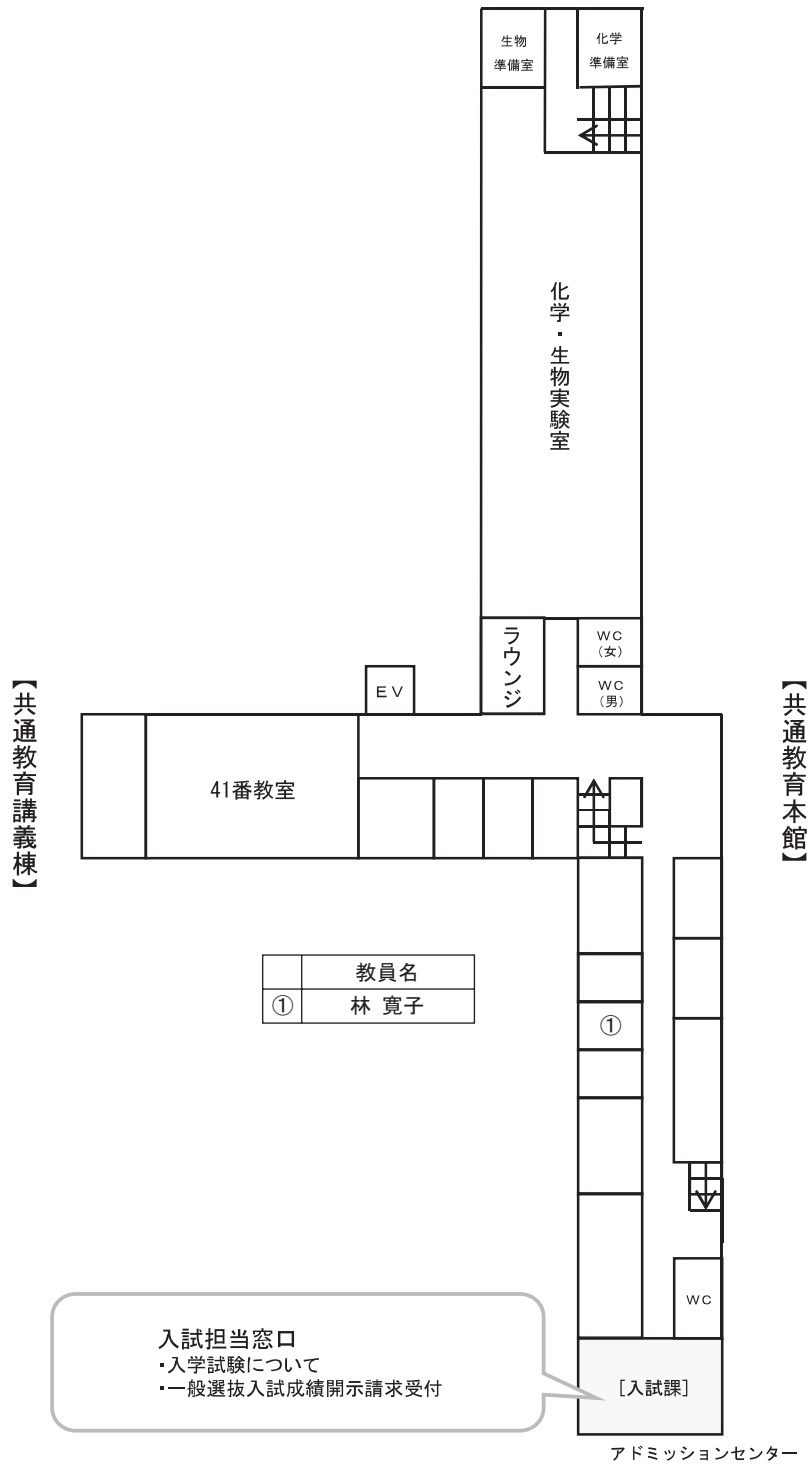 生物
準備室
化学
準備室
化学・生物実験室
ラウンジ
WC
(女)
WC
(男)
EV
【共通教育講義棟】
【共通教育本館】
41番教室
教員名
① 林 寛子
①
WC
入試担当窓口
・入学試験について
・一般選抜入試成績開示請求受付
[入試課]
アドミッションセンター